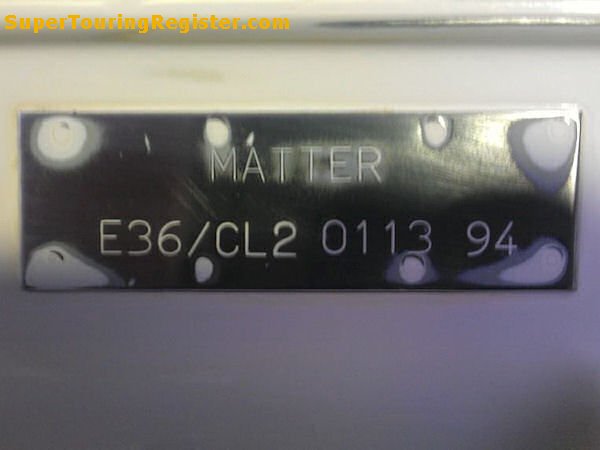 SuperTouringRegister.com
MATTER
E36/CL2 0113 94